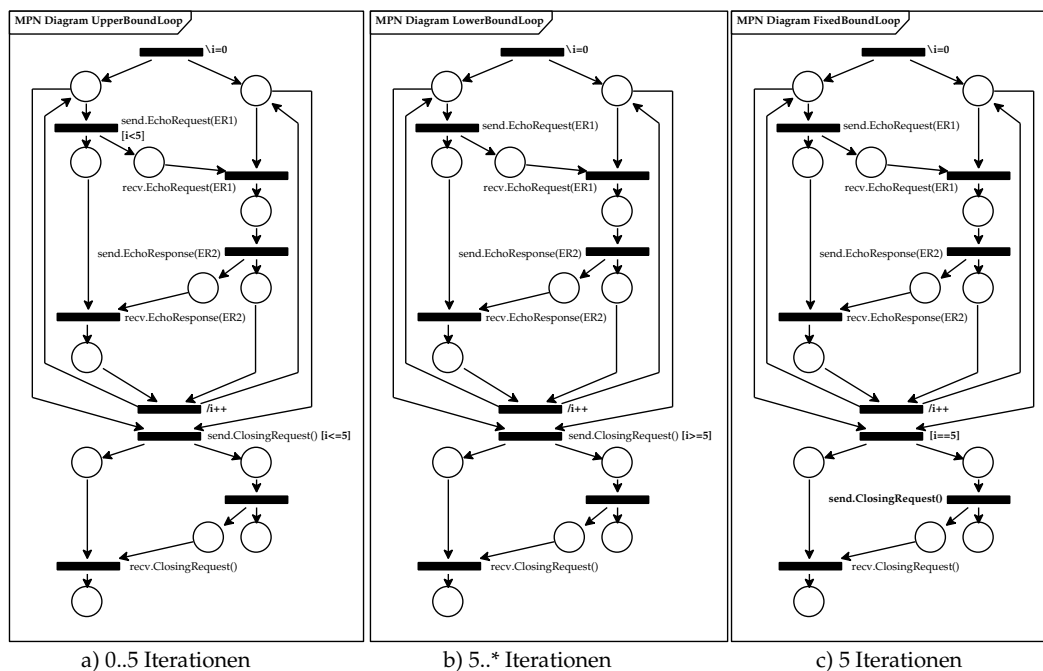 MPN Diagram UpperBoundLoop
\i=0
send.EchoRequest(ER1)
[i<5]
recv.EchoRequest(ER1)
send.EchoResponse(ER2)
recv.EchoResponse(ER2)
/i++
send.ClosingRequest() [i<=5]
recv.ClosingRequest()
a) 0..5 Iterationen
MPN Diagram LowerBoundLoop
\i=0
send.EchoRequest(ER1)
recv.EchoRequest(ER1)
send.EchoResponse(ER2)
recv.EchoResponse(ER2)
/i++
send.ClosingRequest() [i>=5]
recv.ClosingRequest()
b) 5..* Iterationen
MPN Diagram FixedBoundLoop
\i=0
send.EchoRequest(ER1)
recv.EchoRequest(ER1)
send.EchoResponse(ER2)
recv.EchoResponse(ER2)
/i++
[i==5]
send.ClosingRequest()
recv.ClosingRequest()
c) 5 Iterationen